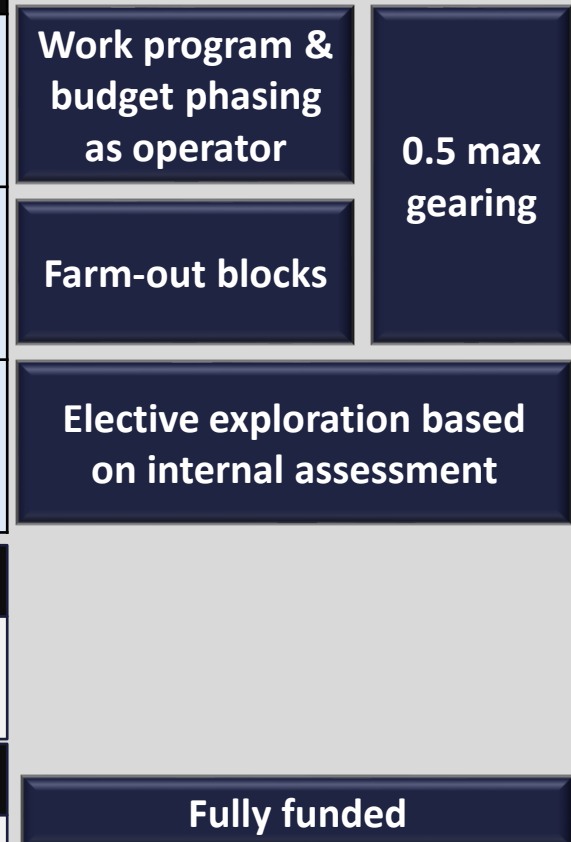 Work program &
budget phasing
as operator
0.5 max
gearing
Farm-out blocks
Elective exploration based
on internal assessment
Fully funded